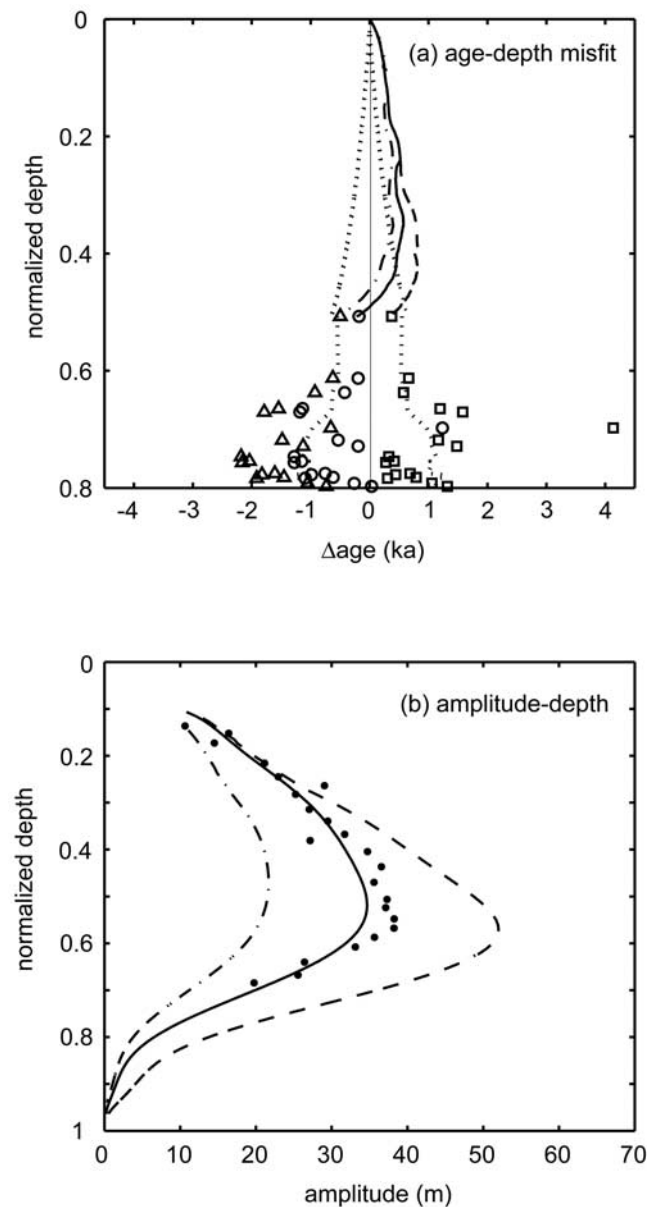 0
(a) age-depth misfit
0.2
normalized depth
0.4
0.6
0.8
-4 -3 -2 -1 0 1 2 3 4
Δage (ka)
0
(b) amplitude-depth
0.2
normalized depth
0.4
0.6
0.8
1
0 10 20 30 40 50 60 70
amplitude (m)